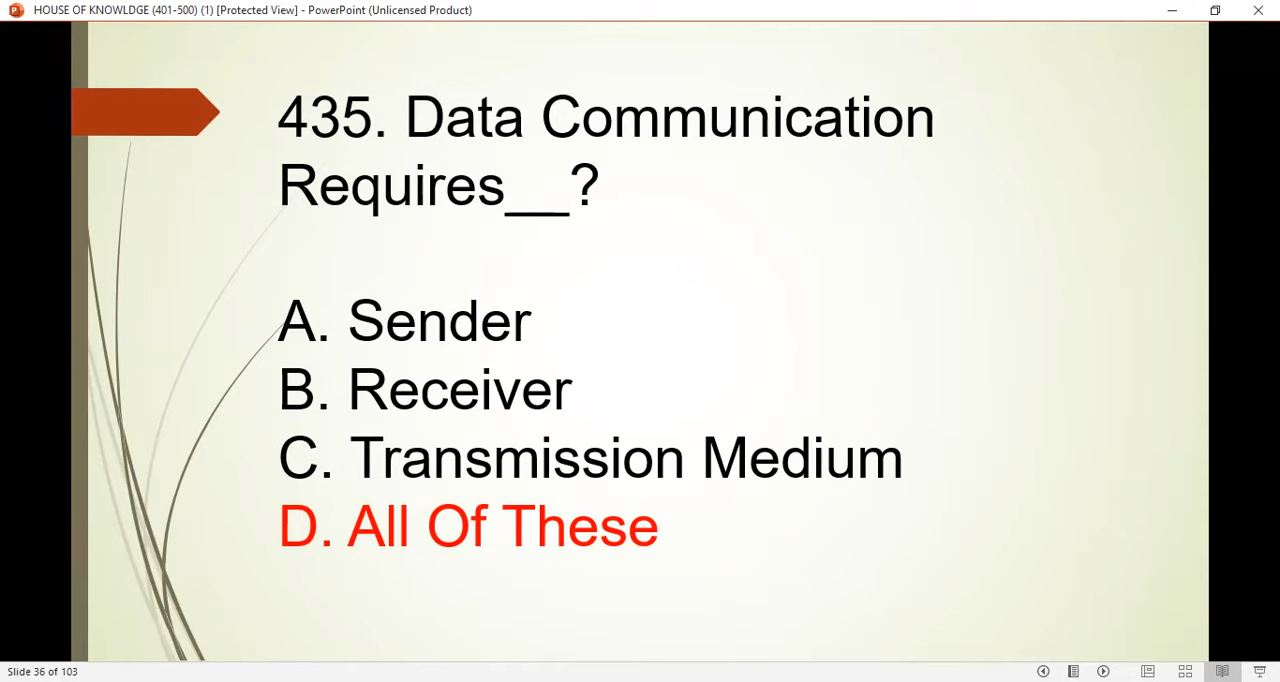 HOUSE OF KNOWLDGE (401-500) (1) [Protected View] - PowerPoint (Unlicensed Product)
435. Data Communication
Requires__?
A. Sender
B. Receiver
C. Transmission Medium
D. All Of These
Slide 36 of 103